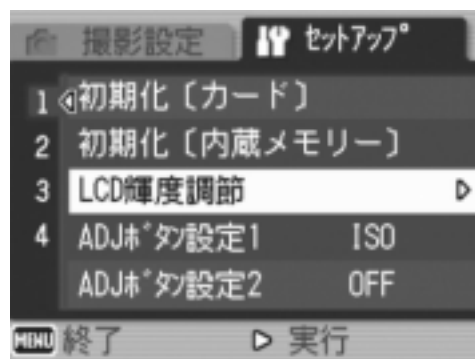 撮影設定 セットアップ
1 初期化〔カード〕
2 初期化〔内蔵メモリー〕
3 LCD輝度調節
4 ADJボタン設定1 ISO
ADJボタン設定2 OFF
MENU 終了 実行